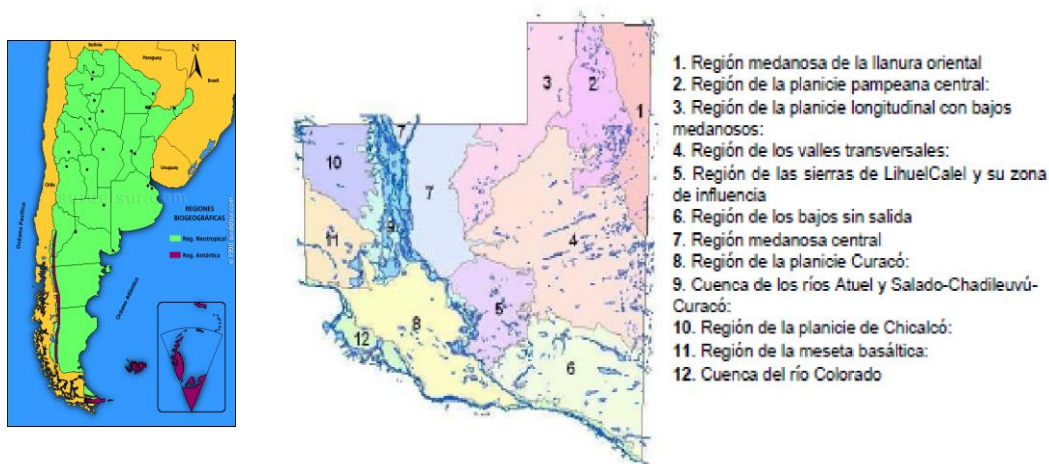 Bolivia
Paraguay
N
Brasil
Uruguay
Chile
Océano Pacífico
REGIONES
BIOGEOGRÁFICAS
Reg. Neotropical
Reg. Antártica
Océano Atlántico
1
2
3
4
5
6
7
7
8
9
10
11
12
1. Región medanosa de la llanura oriental
2. Región de la planicie pampeana central:
3. Región de la planicie longitudinal con bajos
medanosos:
4. Región de los valles transversales:
5. Región de las sierras de LihuelCalel y su zona
de influencia
6. Región de los bajos sin salida
7. Región medanosa central
8. Región de la planicie Curacó:
9. Cuenca de los ríos Atuel y Salado-Chadileuvú-
Curacó:
10. Región de la planicie de Chicalcó:
11. Región de la meseta basáltica:
12. Cuenca del río Colorado